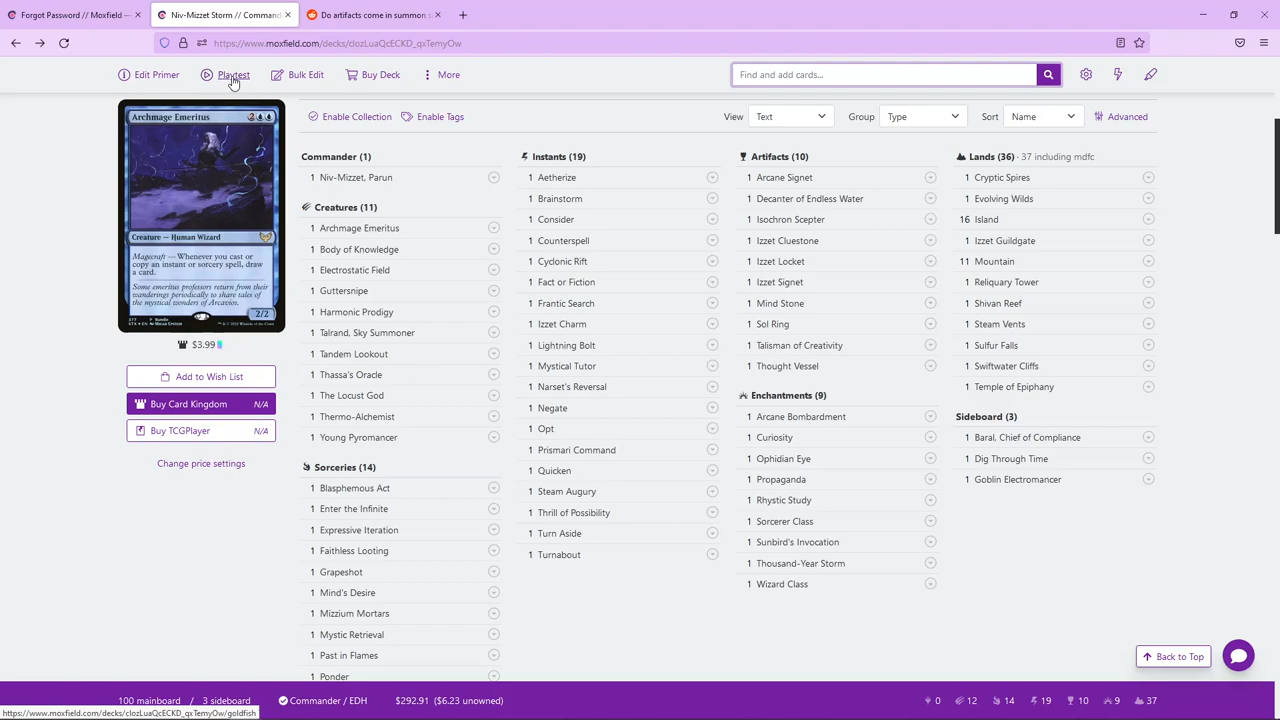 Forgot Password // Moxfield —
Niv-Mizzet Storm // Command
Do artifacts come in summon s
https://www.moxfield.com/decks/clozLuaQcECKD_qxTemyOw
Edit Primer
Playtest
Bulk Edit
Buy Deck
More
Find and add cards...
Enable Collection
Enable Tags
View
Text
Group
Type
Sort
Name
Advanced
Archmage Emeritus
2
Creature — Human Wizard
Magecraft — Whenever you cast or
copy an instant or sorcery spell, draw
a card.
Some emeritus professors return from their
wanderings periodically to share tales of
the mystical wonders of Arcavios.
2/2
$3.99
Add to Wish List
Buy Card Kingdom N/A
Buy TCGPlayer N/A
Change price settings
Commander (1)
1 Niv-Mizzet, Parun
Creatures (11)
1 Archmage Emeritus
1 Body of Knowledge
1 Electrostatic Field
1 Guttersnipe
1 Harmonic Prodigy
1 Talrand, Sky Summoner
1 Tandem Lookout
1 Thassa's Oracle
1 The Locust God
1 Thermo-Alchemist
1 Young Pyromancer
Sorceries (14)
1 Blasphemous Act
1 Enter the Infinite
1 Expressive Iteration
1 Faithless Looting
1 Grapeshot
1 Mind's Desire
1 Mizzium Mortars
1 Mystic Retrieval
1 Past in Flames
1 Ponder
Instants (19)
1 Aetherize
1 Brainstorm
1 Consider
1 Counterspell
1 Cyclonic Rift
1 Fact or Fiction
1 Frantic Search
1 Izzet Charm
1 Lightning Bolt
1 Mystical Tutor
1 Narset's Reversal
1 Negate
1 Opt
1 Prismari Command
1 Quicken
1 Steam Augury
1 Thrill of Possibility
1 Turn Aside
1 Turnabout
Artifacts (10)
1 Arcane Signet
1 Decanter of Endless Water
1 Isochron Scepter
1 Izzet Cluestone
1 Izzet Locket
1 Izzet Signet
1 Mind Stone
1 Sol Ring
1 Talisman of Creativity
1 Thought Vessel
Enchantments (9)
1 Arcane Bombardment
1 Curiosity
1 Ophidian Eye
1 Propaganda
1 Rhystic Study
1 Sorcerer Class
1 Sunbird's Invocation
1 Thousand-Year Storm
1 Wizard Class
Lands (36) · 37 including mdfc
1 Cryptic Spires
1 Evolving Wilds
16 Island
1 Izzet Guildgate
11 Mountain
1 Reliquary Tower
1 Shivan Reef
1 Steam Vents
1 Sulfur Falls
1 Swiftwater Cliffs
1 Temple of Epiphany
Sideboard (3)
1 Baral, Chief of Compliance
1 Dig Through Time
1 Goblin Electromancer
Back to Top
100 mainboard / 3 sideboard
Commander / EDH
$292.91 ($6.23 unowned)
0
12
14
19
10
9
37
https://www.moxfield.com/decks/clozLuaQcECKD_qxTemyOw/goldfish